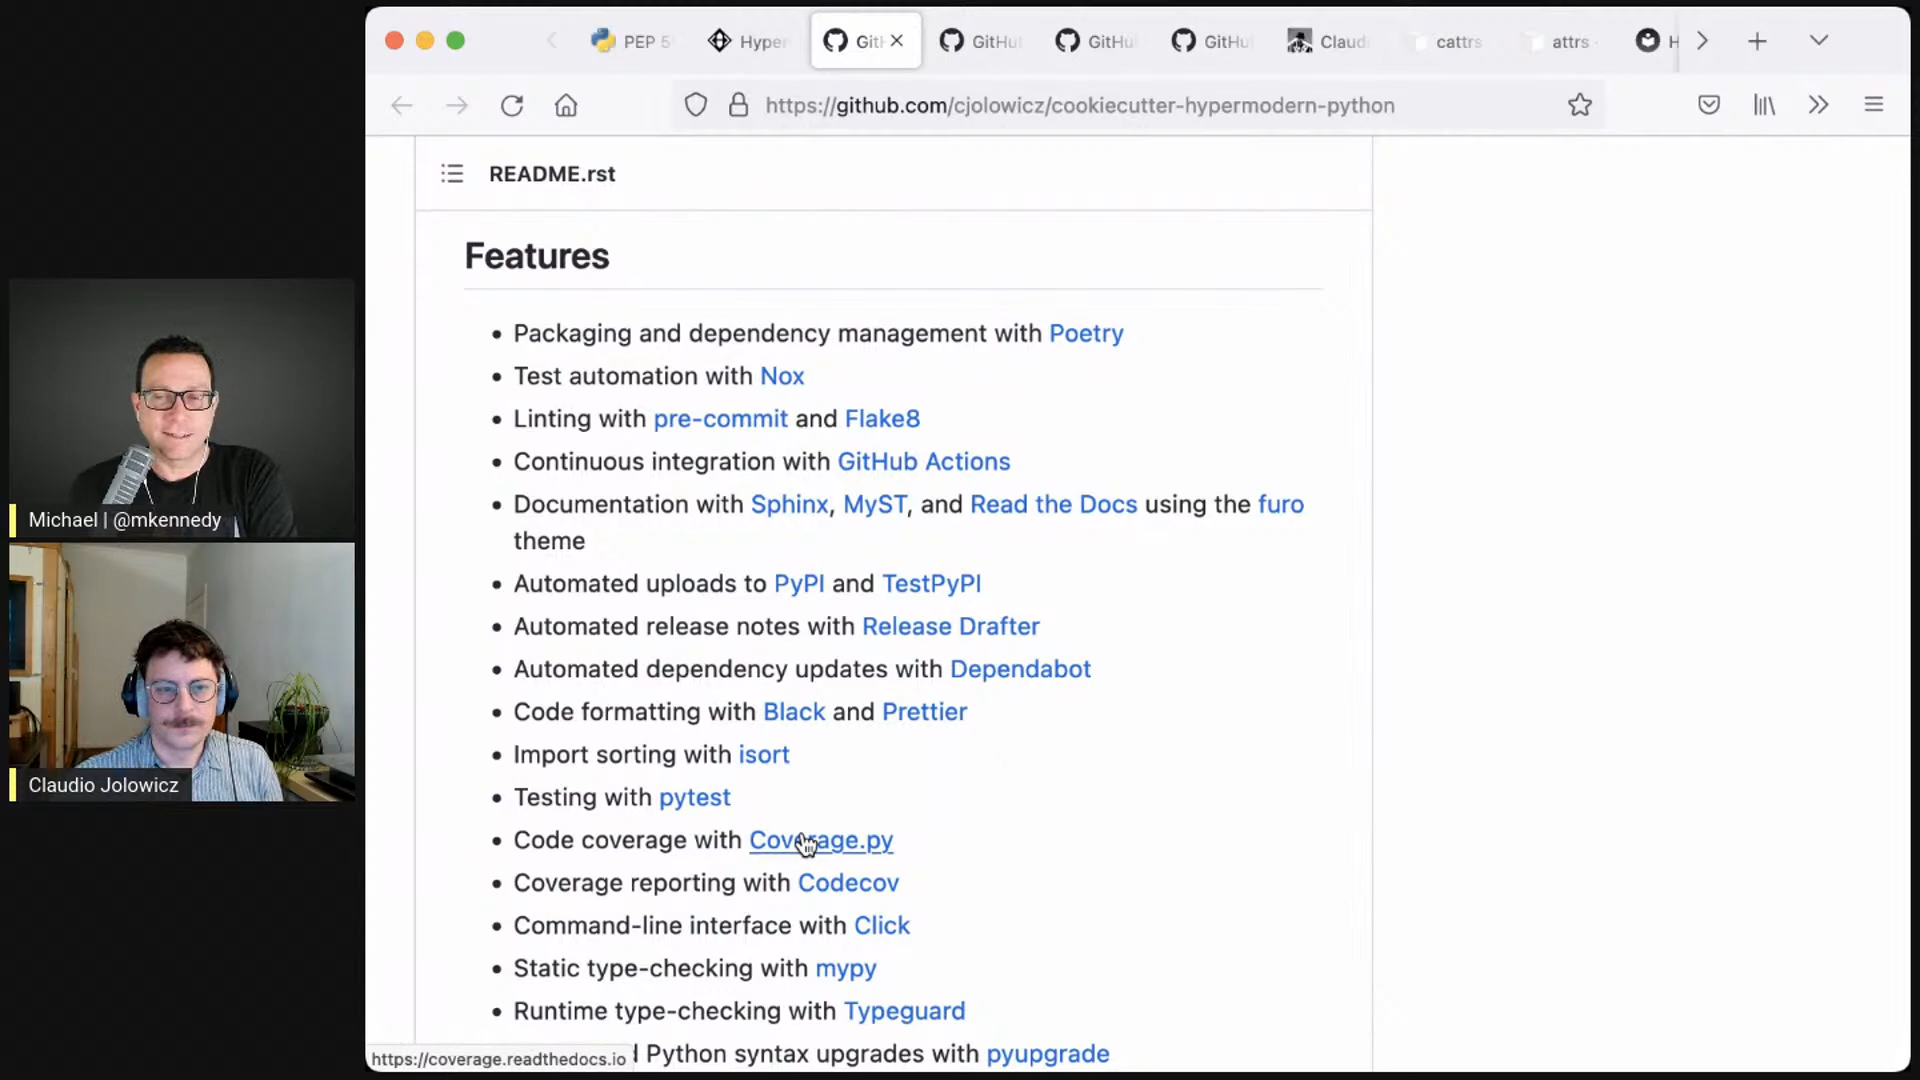 PEP 5
Hyper
GitH
GitHu
GitHu
GitHu
Claudi
cattrs
attrs
H
https://github.com/cjolowicz/cookiecutter-hypermodern-python
README.rst
Features
• Packaging and dependency management with Poetry
• Test automation with Nox
• Linting with pre-commit and Flake8
• Continuous integration with GitHub Actions
• Documentation with Sphinx, MyST, and Read the Docs using the furo
theme
• Automated uploads to PyPI and TestPyPI
• Automated release notes with Release Drafter
• Automated dependency updates with Dependabot
• Code formatting with Black and Prettier
• Import sorting with isort
• Testing with pytest
• Code coverage with Coverage.py
• Coverage reporting with Codecov
• Command-line interface with Click
• Static type-checking with mypy
• Runtime type-checking with Typeguard
Python syntax upgrades with pyupgrade
https://coverage.readthedocs.io
Michael | @mkennedy
Claudio Jolowicz